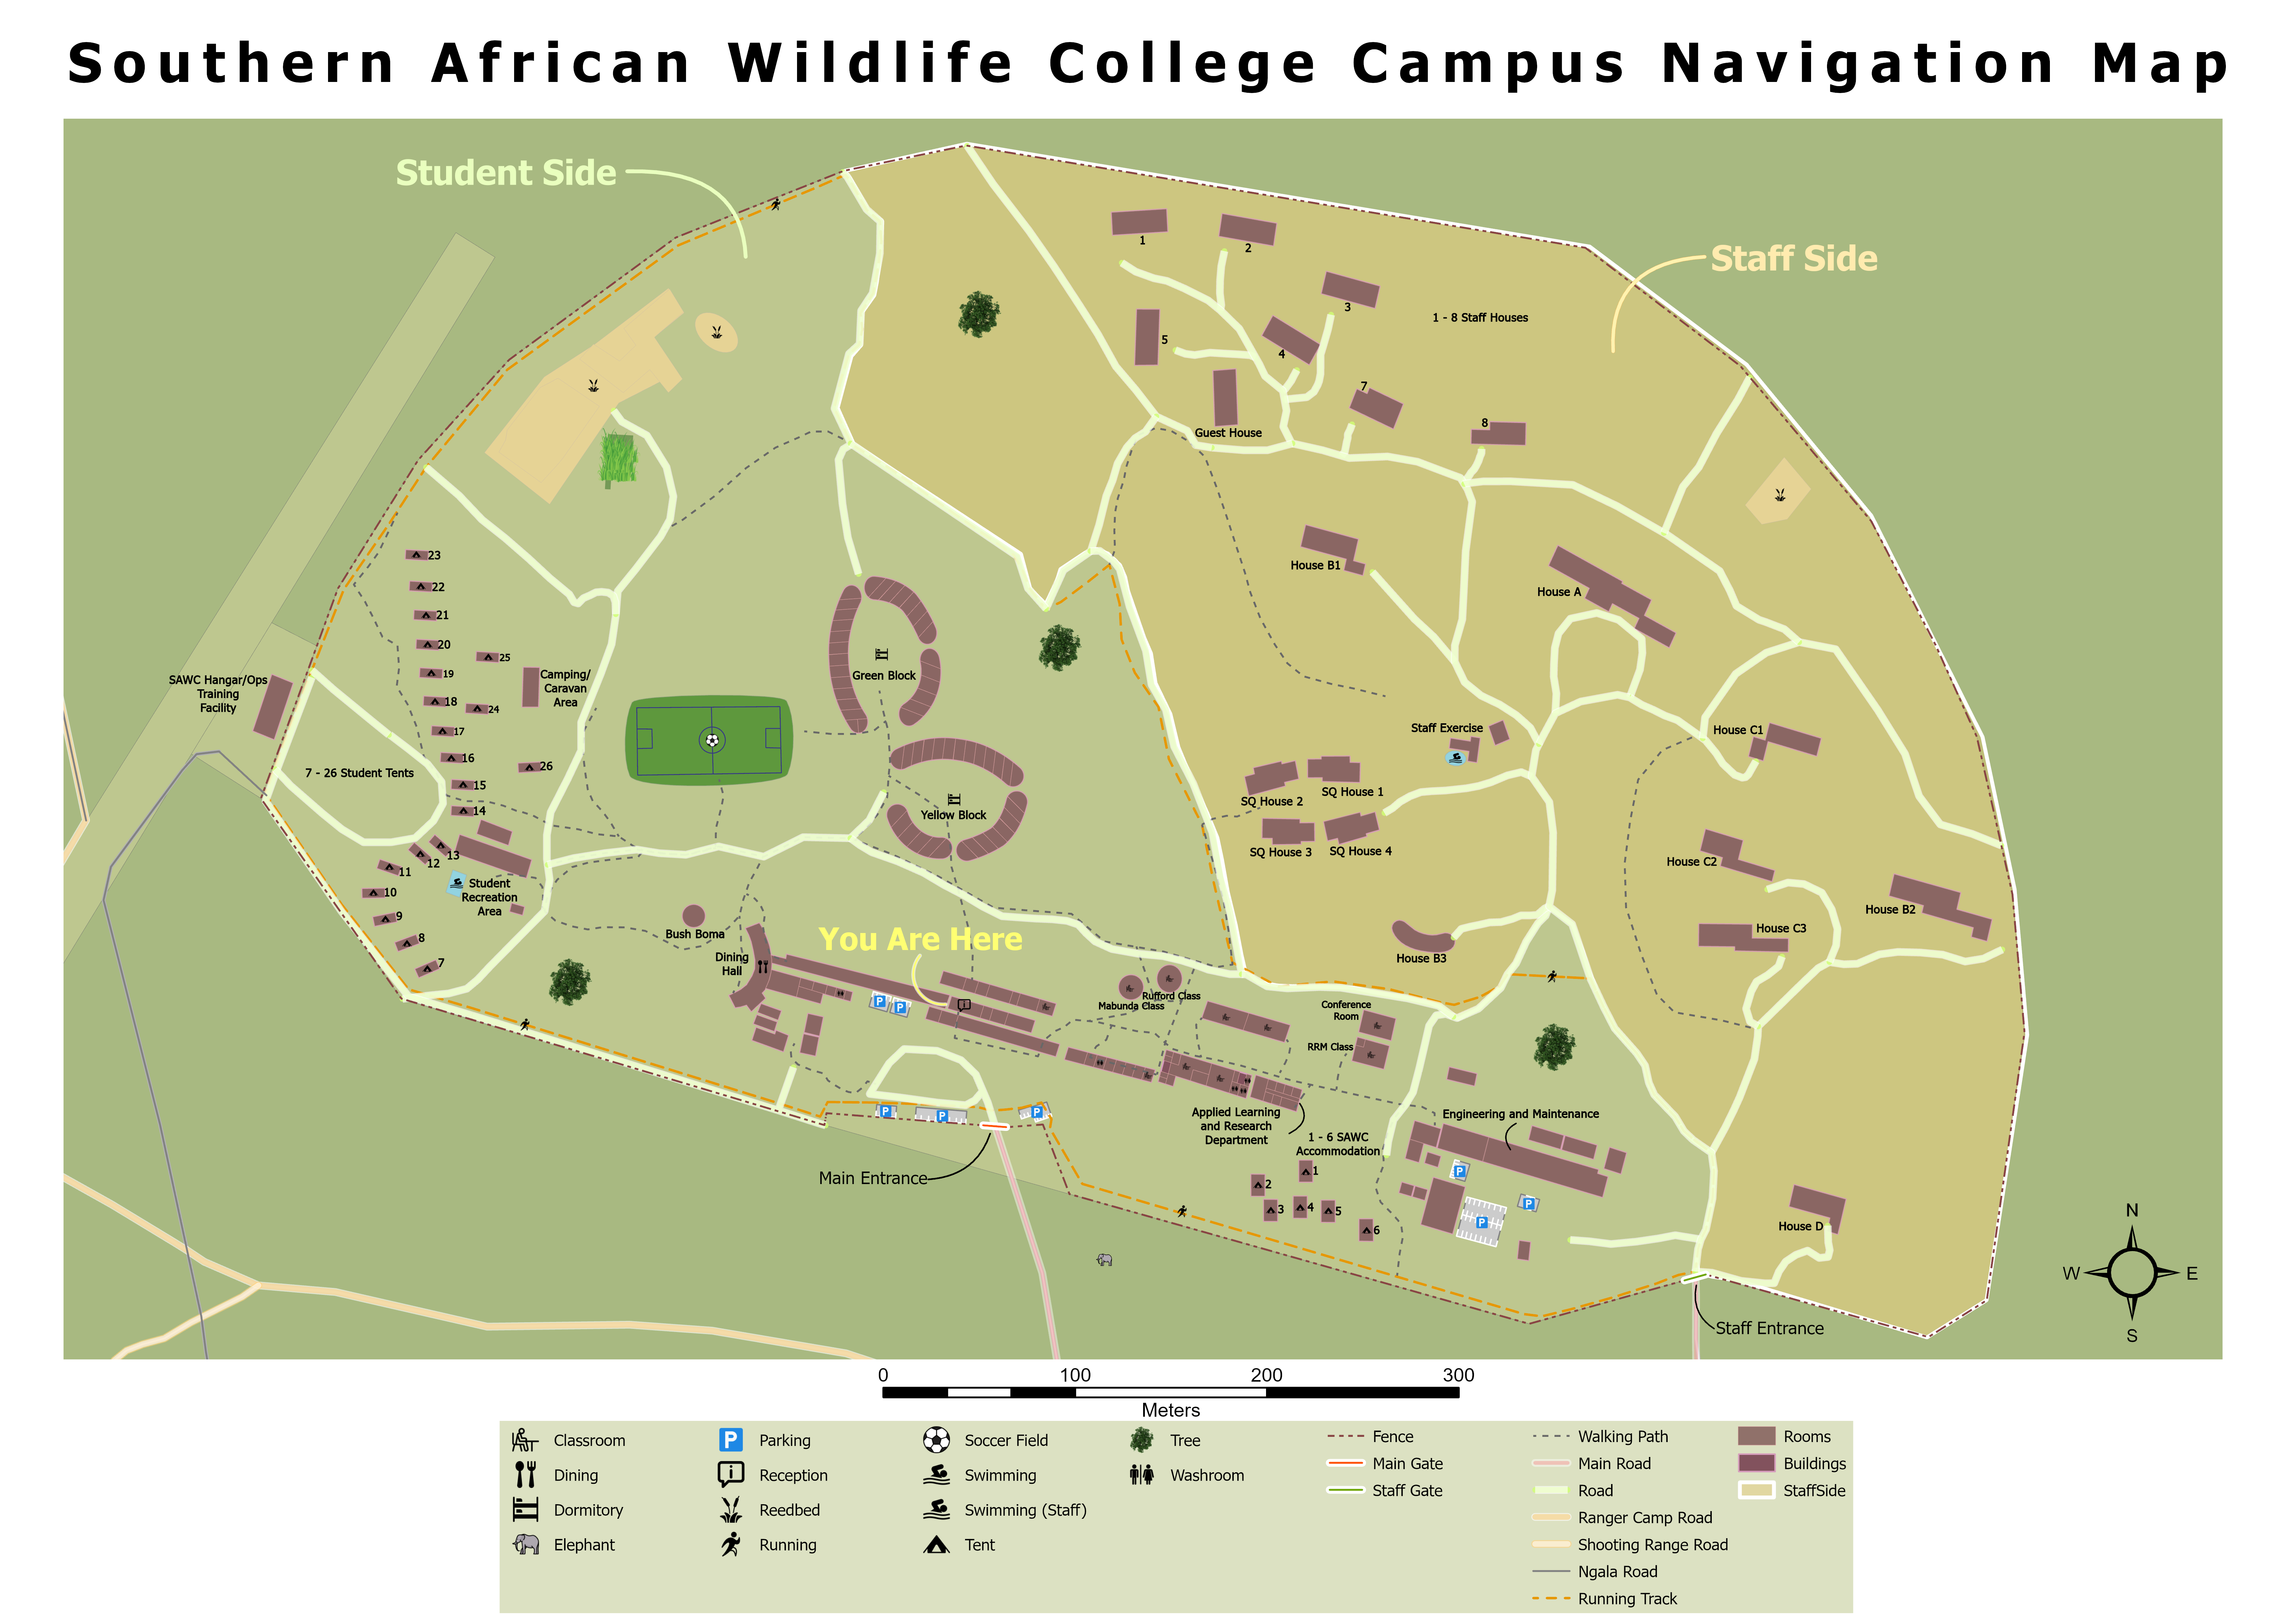 Southern African Wildlife College Campus Navigation Map
Student Side
Staff Side
1
2
3
1 - 8 Staff Houses
5
4
7
8
Guest House
House B1
House A
23
22
21
20
25
19
18
24
17
16
26
15
14
13
12
11
10
9
8
7
Camping/
Caravan
Area
SAWC Hangar/Ops
Training
Facility
7 - 26 Student Tents
Student
Recreation
Area
Green Block
Yellow Block
Staff Exercise
House C1
SQ House 2
SQ House 1
SQ House 3
SQ House 4
House C2
House B2
House C3
House B3
Bush Boma
You Are Here
Dining
Hall
Mabunda Class
Rufford Class
P
P
Conference
Room
RRM Class
P
P
P
Applied Learning
and Research
Department
Engineering and Maintenance
1 - 6 SAWC
Accommodation
1
2
3
4
5
6
P
P
P
Main Entrance
House D
Staff Entrance
N
W
E
S
0
100
200
300
Meters
Classroom
Dining
Dormitory
Elephant
P
Parking
Reception
Reedbed
Running
Soccer Field
Swimming
Swimming (Staff)
Tent
Tree
Washroom
Fence
Main Gate
Staff Gate
Walking Path
Main Road
Road
Ranger Camp Road
Shooting Range Road
Ngala Road
Running Track
Rooms
Buildings
StaffSide